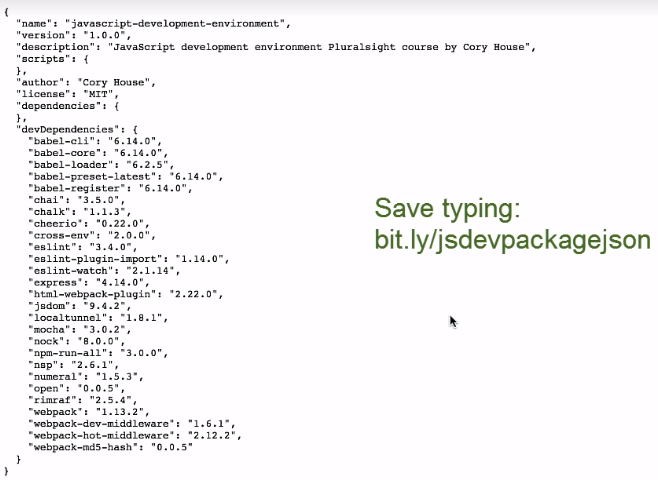 {
  "name": "javascript-development-environment",
  "version": "1.0.0",
  "description": "JavaScript development environment Pluralsight course by Cory House",
  "scripts": {
  },
  "author": "Cory House",
  "license": "MIT",
  "dependencies": {
  },
  "devDependencies": {
    "babel-cli": "6.14.0",
    "babel-core": "6.14.0",
    "babel-loader": "6.2.5",
    "babel-preset-latest": "6.14.0",
    "babel-register": "6.14.0",
    "chai": "3.5.0",
    "chalk": "1.1.3",
    "cheerio": "0.22.0",
    "cross-env": "2.0.0",
    "eslint": "3.4.0",
    "eslint-plugin-import": "1.14.0",
    "eslint-watch": "2.1.14",
    "express": "4.14.0",
    "html-webpack-plugin": "2.22.0",
    "jsdom": "9.4.2",
    "localtunnel": "1.8.1",
    "mocha": "3.0.2",
    "nock": "8.0.0",
    "npm-run-all": "3.0.0",
    "nsp": "2.6.1",
    "numeral": "1.5.3",
    "open": "0.0.5",
    "rimraf": "2.5.4",
    "webpack": "1.13.2",
    "webpack-dev-middleware": "1.6.1",
    "webpack-hot-middleware": "2.12.2",
    "webpack-md5-hash": "0.0.5"
  }
}
Save typing:
bit.ly/jsdevpackagejson